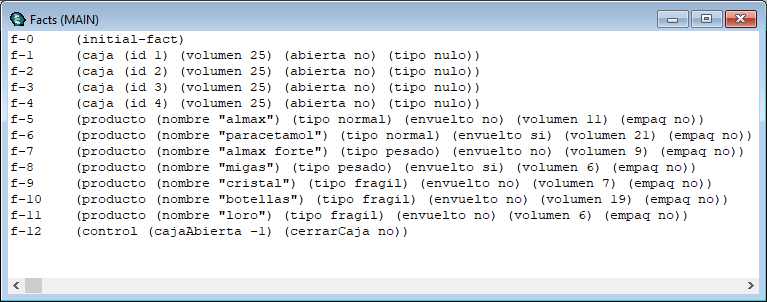 Facts (MAIN)
f-0     (initial-fact)
f-1     (caja (id 1) (volumen 25) (abierta no) (tipo nulo))
f-2     (caja (id 2) (volumen 25) (abierta no) (tipo nulo))
f-3     (caja (id 3) (volumen 25) (abierta no) (tipo nulo))
f-4     (caja (id 4) (volumen 25) (abierta no) (tipo nulo))
f-5     (producto (nombre "almax") (tipo normal) (envuelto no) (volumen 11) (empaq no))
f-6     (producto (nombre "paracetamol") (tipo normal) (envuelto si) (volumen 21) (empaq no))
f-7     (producto (nombre "almax forte") (tipo pesado) (envuelto no) (volumen 9) (empaq no))
f-8     (producto (nombre "migas") (tipo pesado) (envuelto si) (volumen 6) (empaq no))
f-9     (producto (nombre "cristal") (tipo fragil) (envuelto no) (volumen 7) (empaq no))
f-10    (producto (nombre "botellas") (tipo fragil) (envuelto no) (volumen 19) (empaq no))
f-11    (producto (nombre "loro") (tipo fragil) (envuelto no) (volumen 6) (empaq no))
f-12    (control (cajaAbierta -1) (cerrarCaja no))